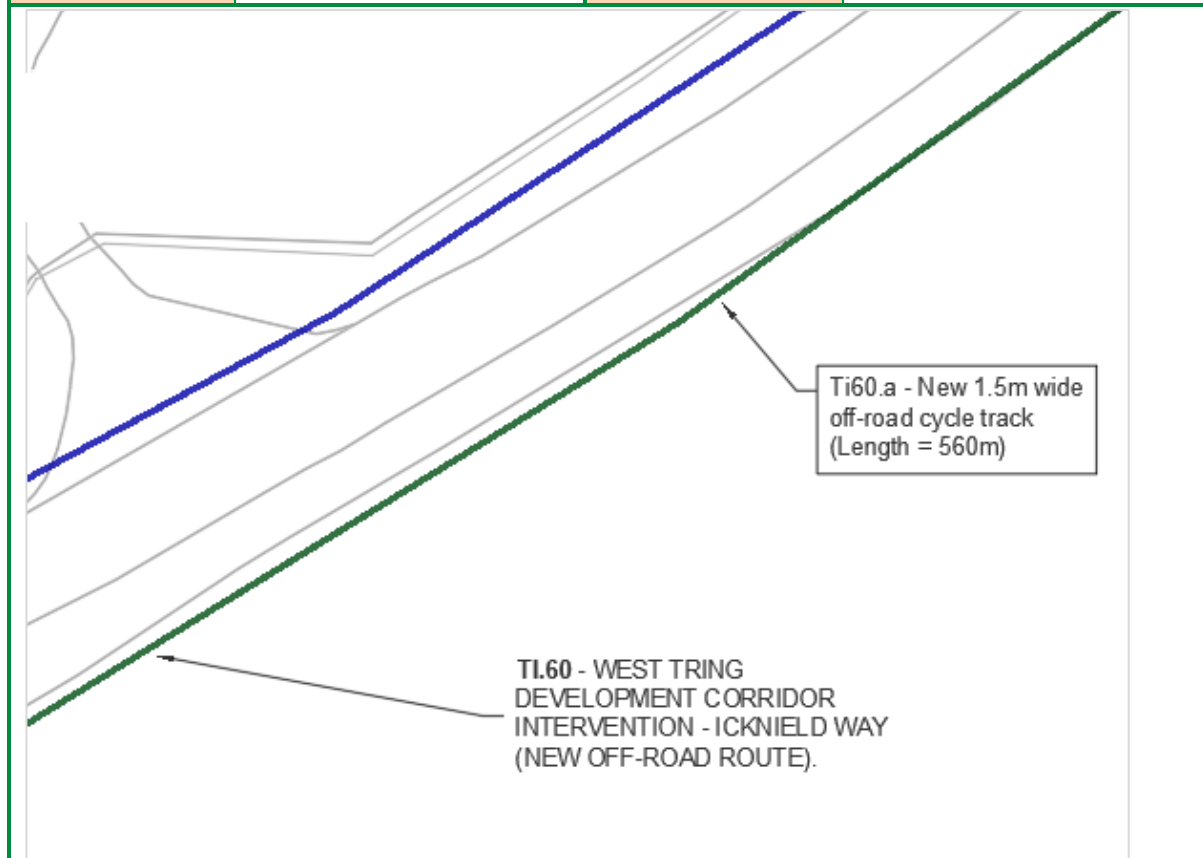 Ti60.a - New 1.5m wide
off-road cycle track
(Length = 560m)
TI.60 - WEST TRING
DEVELOPMENT CORRIDOR
INTERVENTION - ICKNIELD WAY
(NEW OFF-ROAD ROUTE).